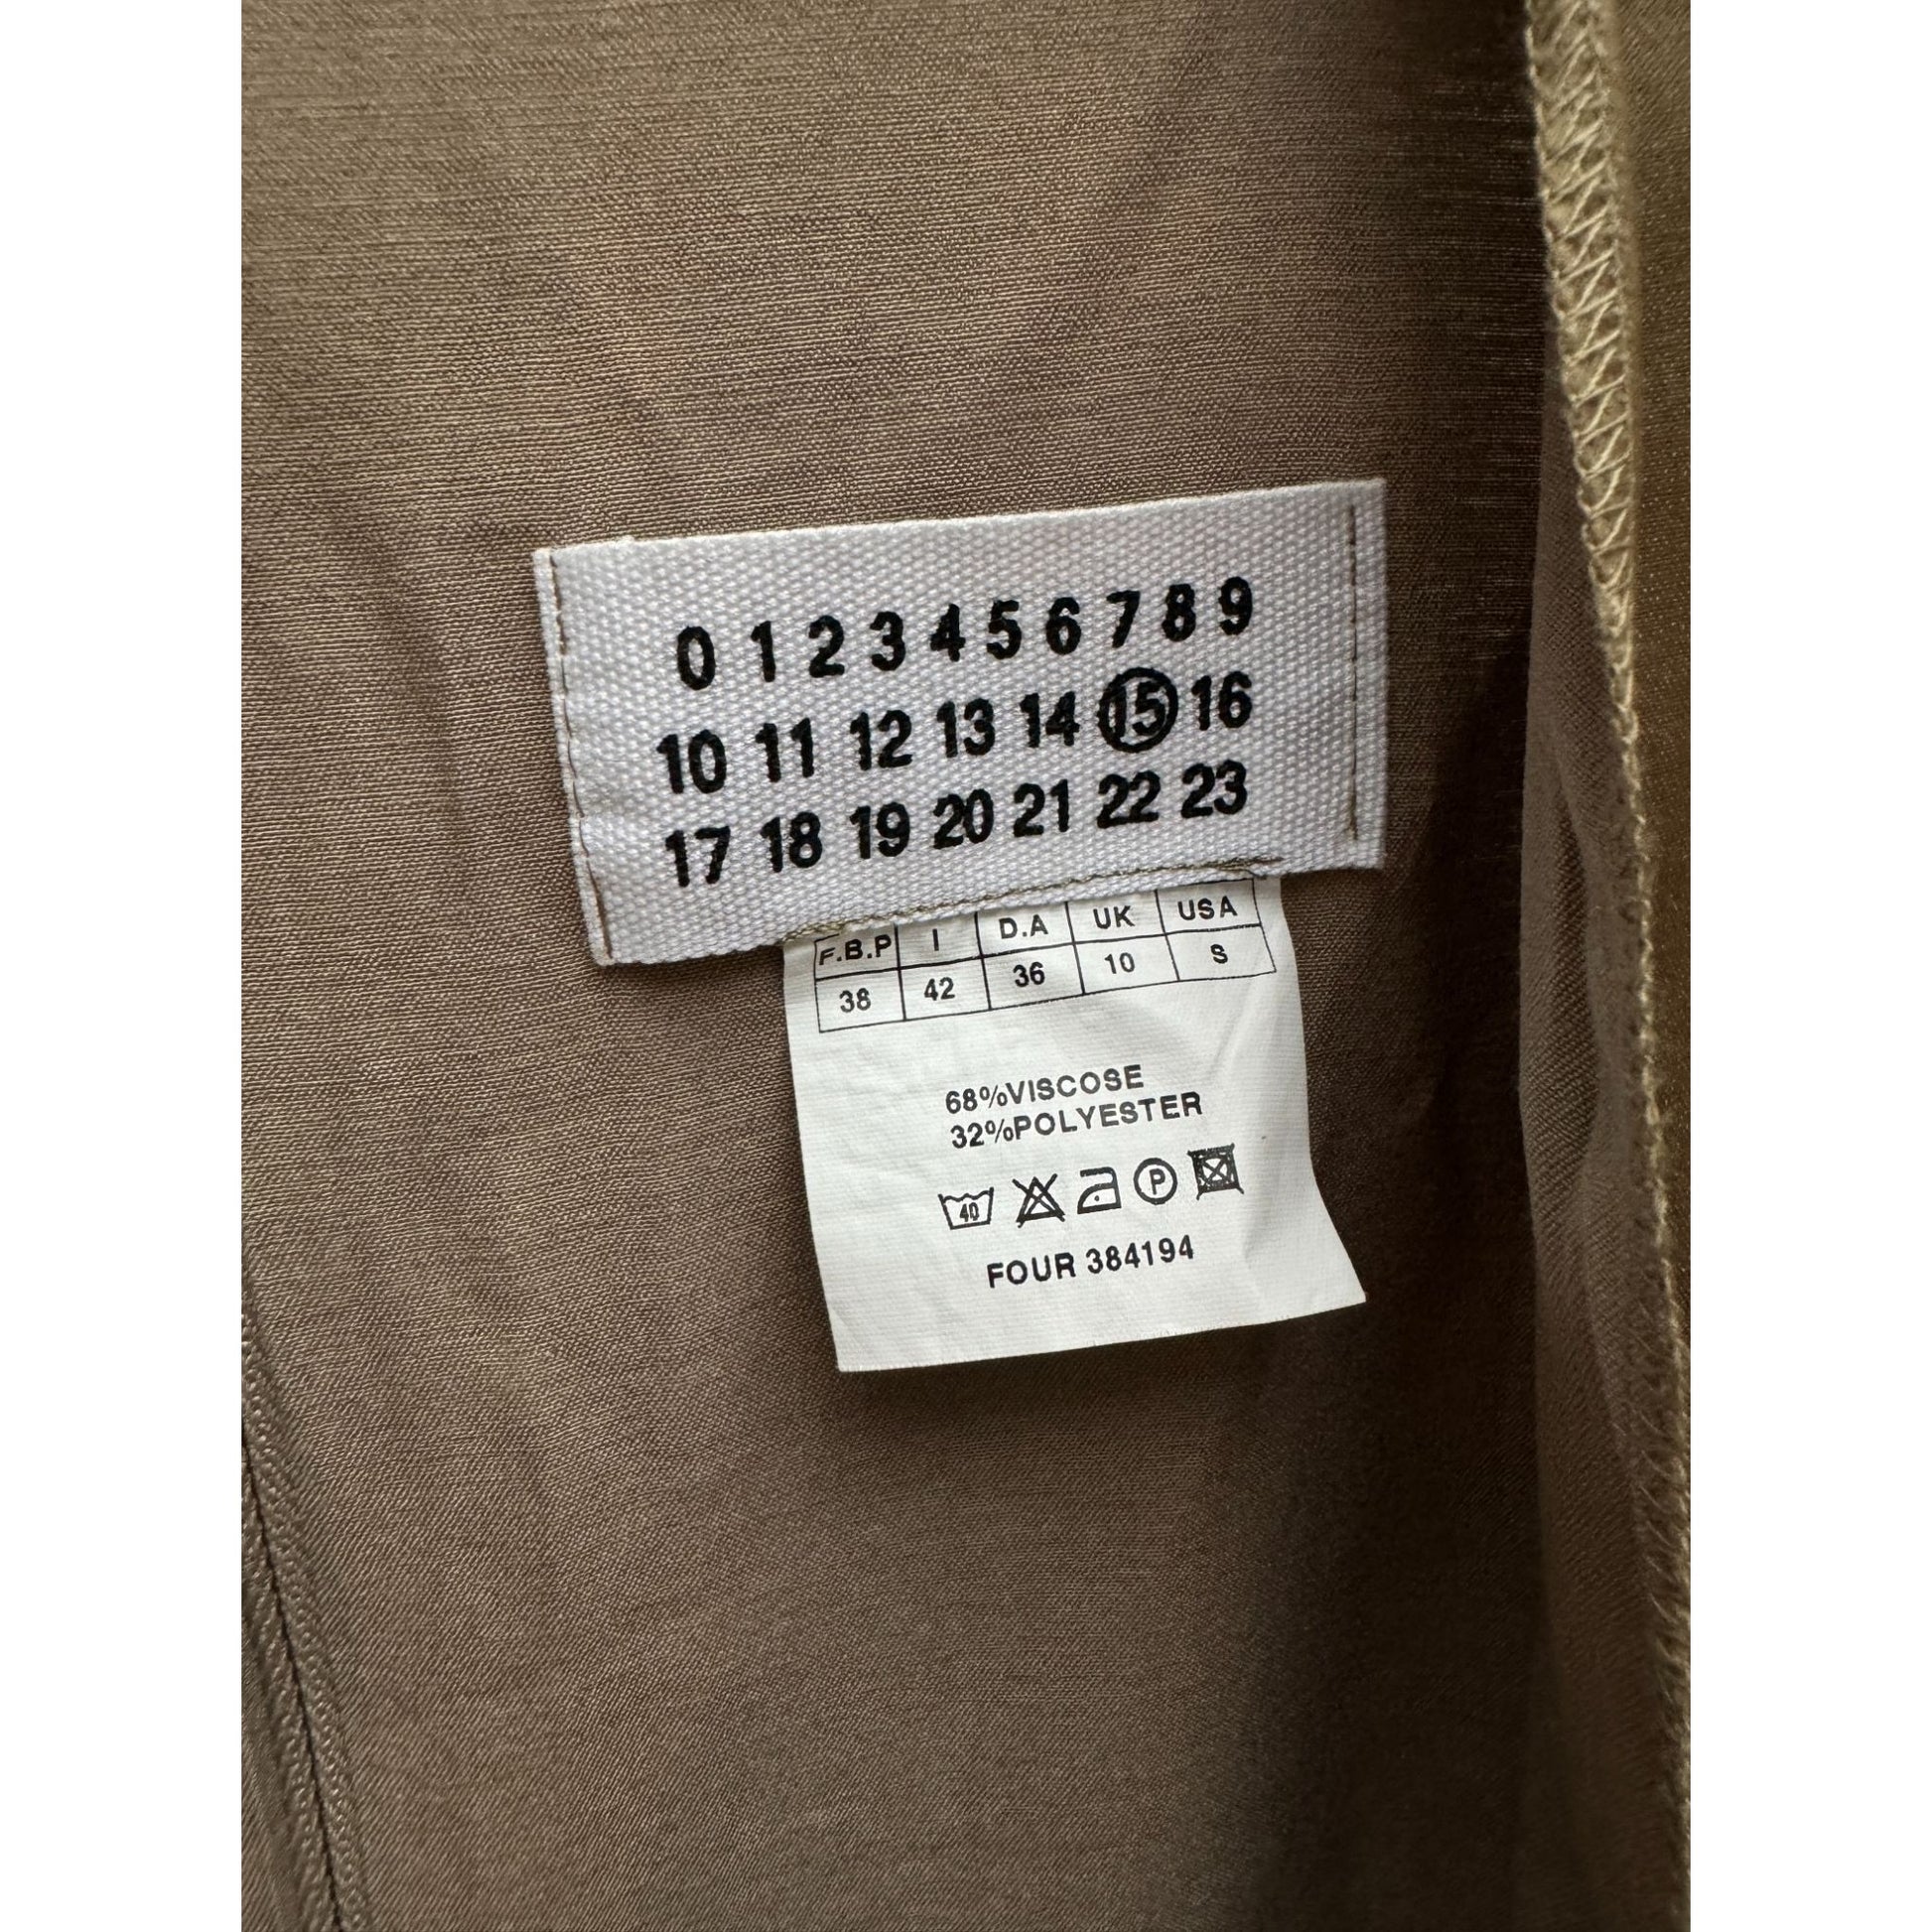 0 1 2 3 4 5 6 7 8 9
10 11 12 13 14 15 16
17 18 19 20 21 22 23
F.B.P I D.A UK USA
38 42 36 10 S
68%VISCOSE
32%POLYESTER
40 P
FOUR 384194